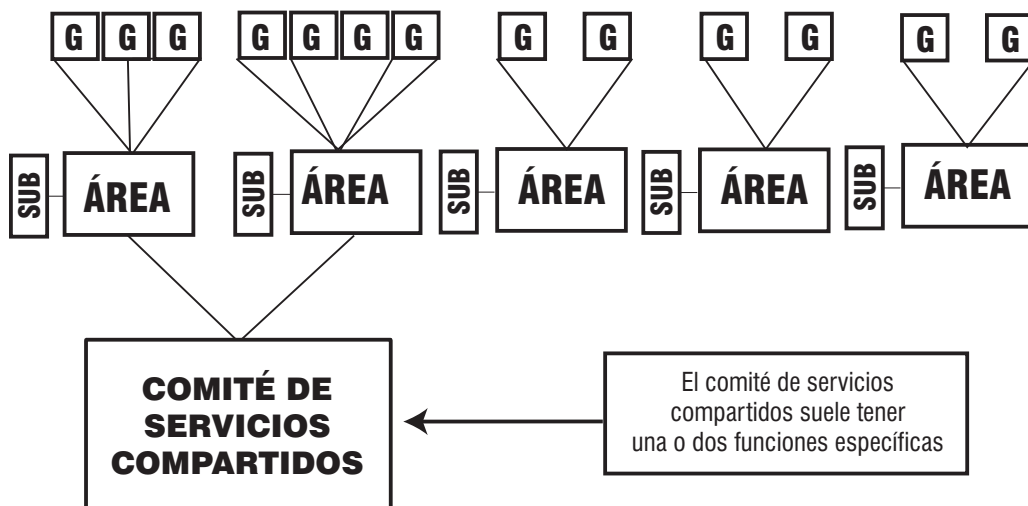 G G G G G G G G G G G G G
SUB ÁREA SUB ÁREA SUB ÁREA SUB ÁREA SUB ÁREA
COMITÉ DE
SERVICIOS
COMPARTIDOS
El comité de servicios
compartidos suele tener
una o dos funciones específicas